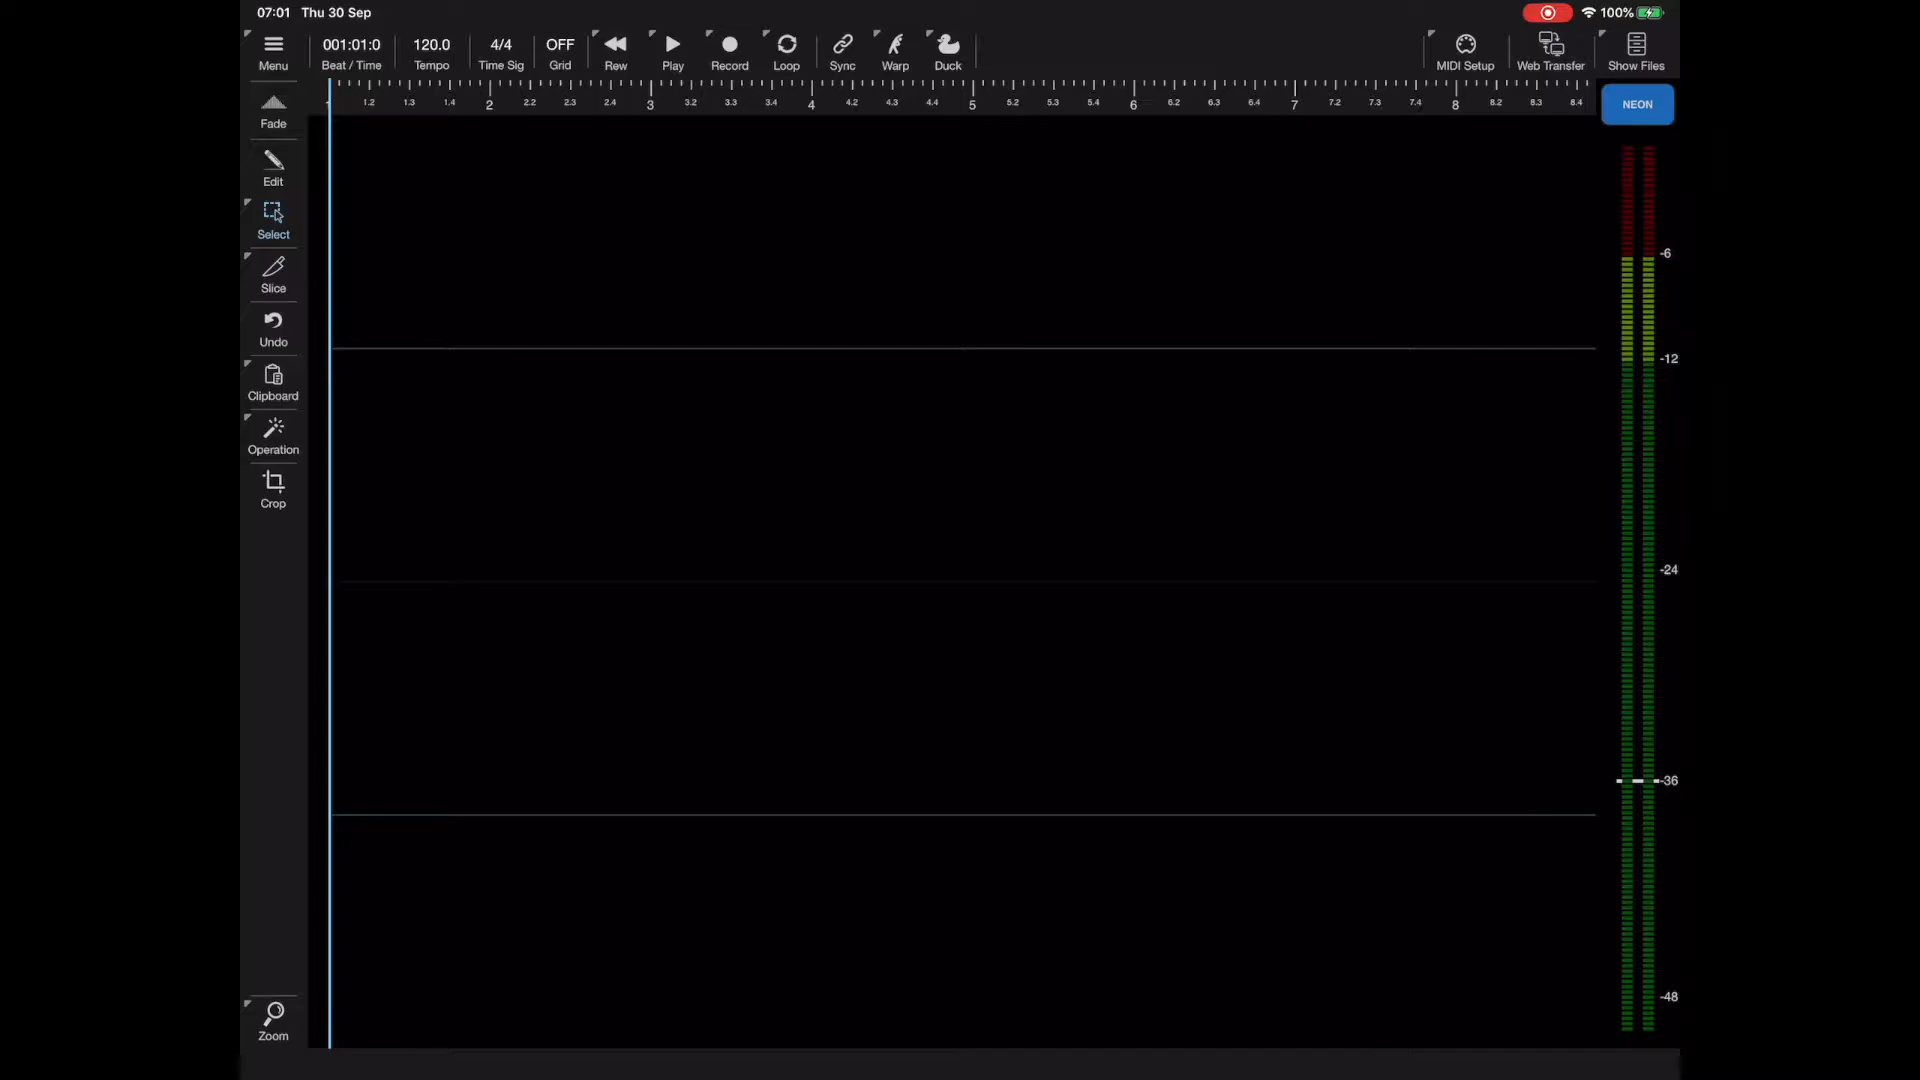 07:01 Thu 30 Sep 100%
001:01:0 120.0 4/4 OFF
Menu Beat / Time Tempo Time Sig Grid Rew Play Record Loop Sync Warp Duck MIDI Setup Web Transfer Show Files
1 1.2 1.3 1.4 2 2.2 2.3 2.4 3 3.2 3.3 3.4 4 4.2 4.3 4.4 5 5.2 5.3 5.4 6 6.2 6.3 6.4 7 7.2 7.3 7.4 8 8.2 8.3 8.4
NEON
Fade
Edit
Select
Slice
Undo
Clipboard
Operation
Crop
Zoom
-6
-12
-24
-36
-48